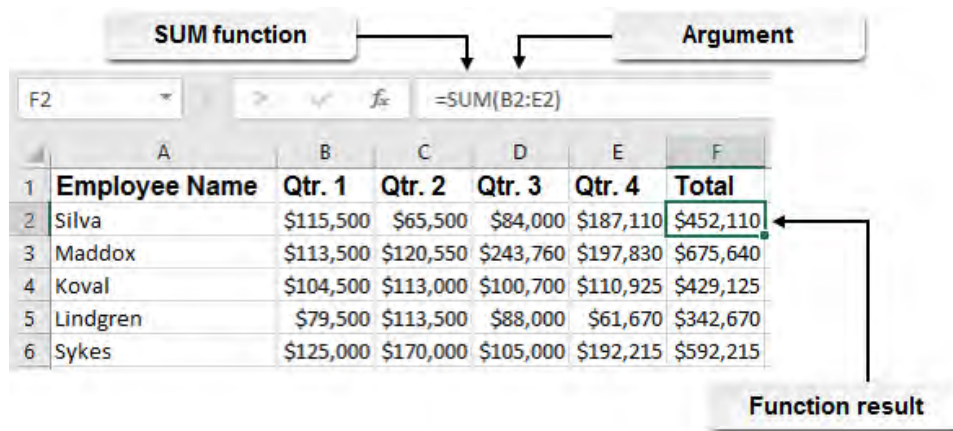 SUM function
Argument
F2 fx =SUM(B2:E2)
A B C D E F
1 Employee Name Qtr. 1 Qtr. 2 Qtr. 3 Qtr. 4 Total
2 Silva $115,500 $65,500 $84,000 $187,110 $452,110
3 Maddox $113,500 $120,550 $243,760 $197,830 $675,640
4 Koval $104,500 $113,000 $100,700 $110,925 $429,125
5 Lindgren $79,500 $113,500 $88,000 $61,670 $342,670
6 Sykes $125,000 $170,000 $105,000 $192,215 $592,215
Function result